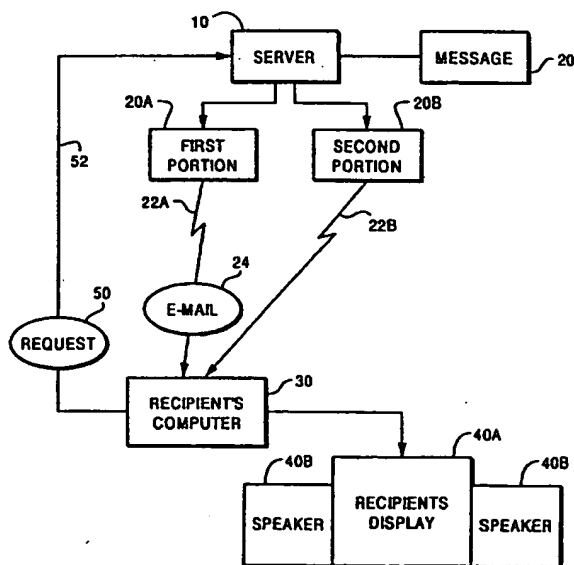 10
SERVER
MESSAGE
20
20A
20B
FIRST
PORTION
SECOND
PORTION
52
22A
22B
24
E-MAIL
50
REQUEST
30
RECIPIENT'S
COMPUTER
40A
40B
40B
SPEAKER
RECIPIENTS
DISPLAY
SPEAKER